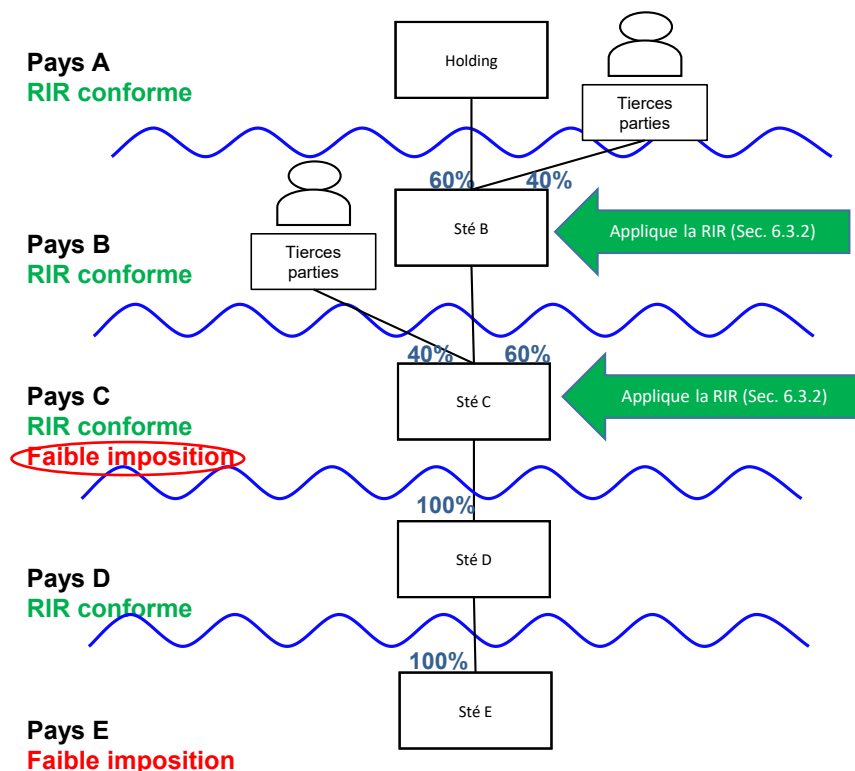 Pays A
RIR conforme
Holding
Tierces
parties
60%
40%
Pays B
RIR conforme
Tierces
parties
Sté B
Applique la RIR (Sec. 6.3.2)
40%
60%
Pays C
RIR conforme
Faible imposition
Sté C
Applique la RIR (Sec. 6.3.2)
100%
Pays D
RIR conforme
Sté D
100%
Pays E
Faible imposition
Sté E